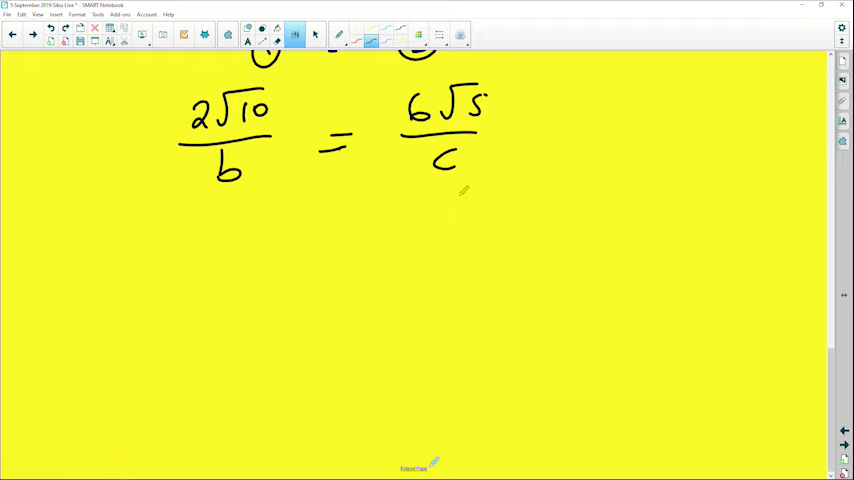 5 September 2019 Sibu Live * - SMART Notebook
File Edit View Insert Format Tools Add-ons Account Help
2√10 / b = 6√5 / c
Extend Page